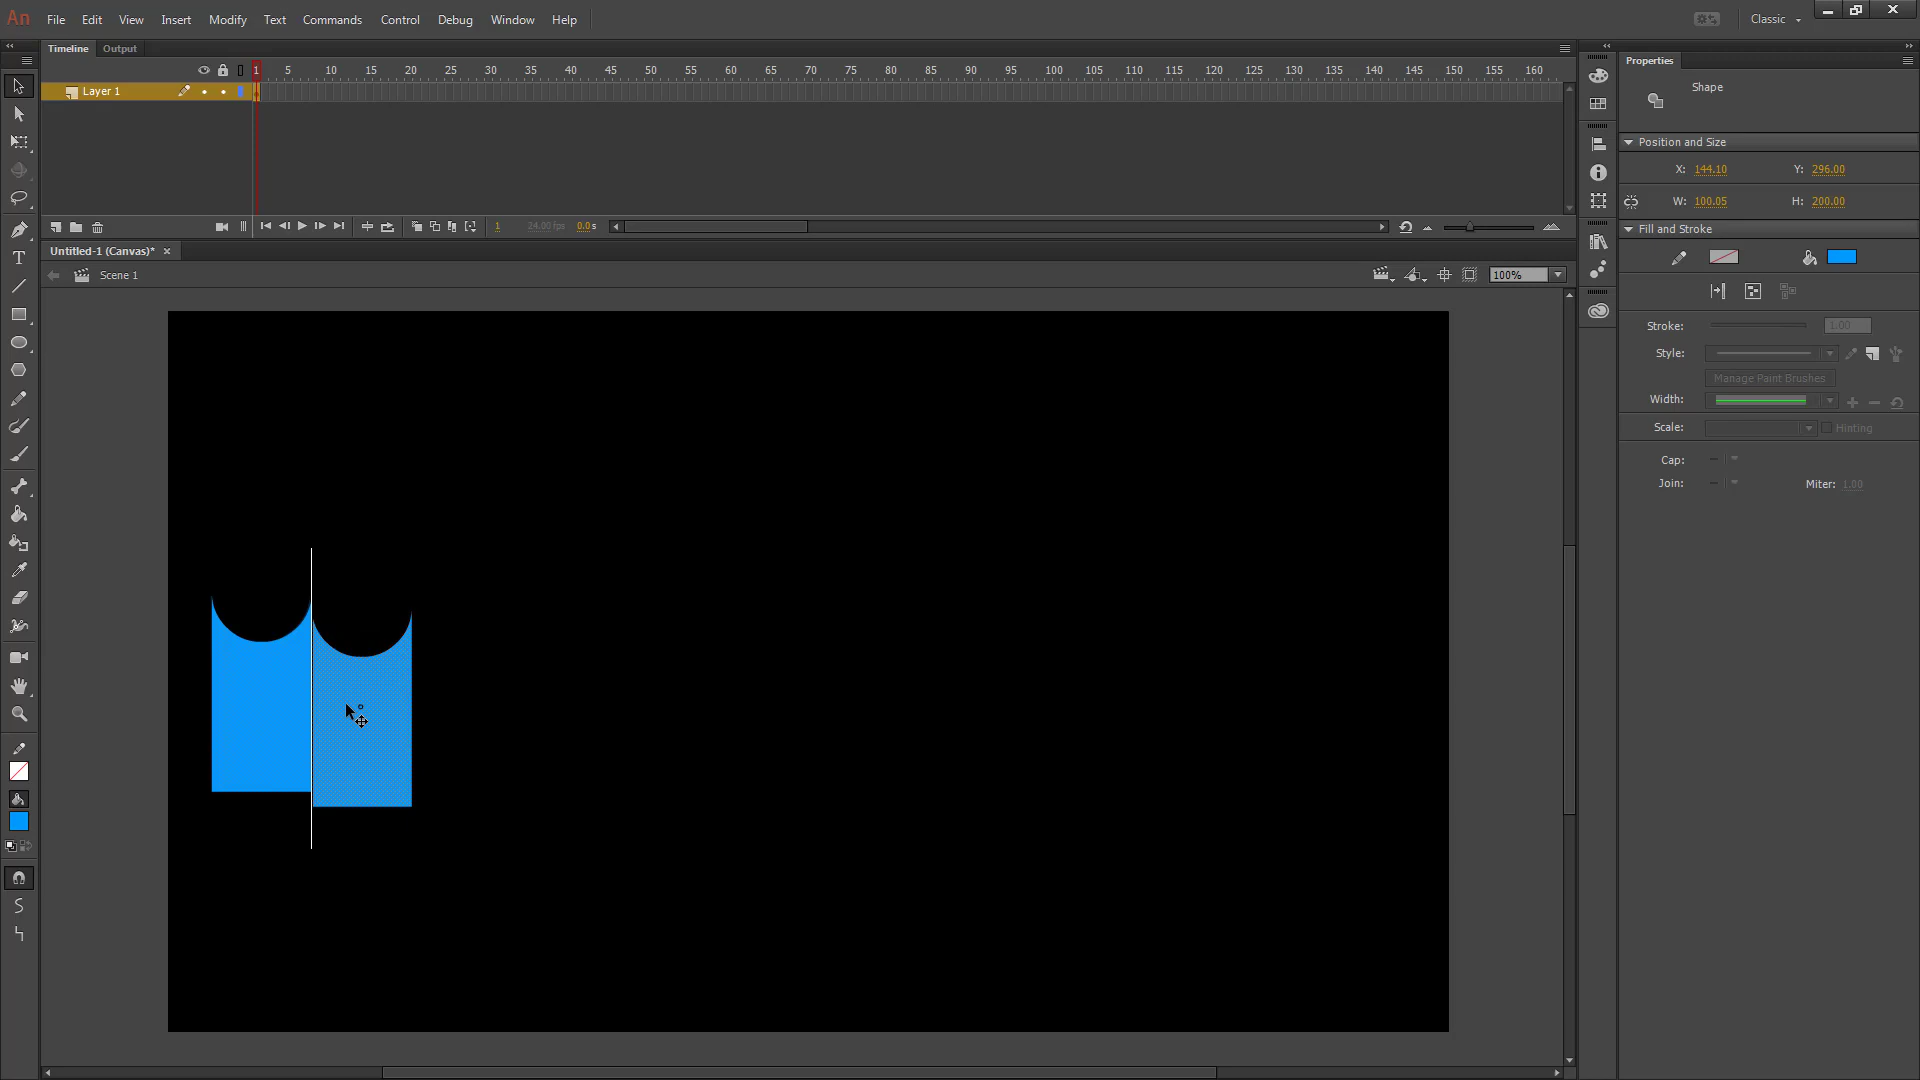 An File Edit View Insert Modify Text Commands Control Debug Window Help Classic
Timeline Output
1 5 10 15 20 25 30 35 40 45 50 55 60 65 70 75 80 85 90 95 100 105 110 115 120 125 130 135 140 145 150 155 160
Layer 1
1 24.00 fps 0.0 s
Untitled-1 (Canvas)*
Scene 1
100%
Properties
Shape
Position and Size
X: 144.10 Y: 296.00
W: 100.05 H: 200.00
Fill and Stroke
Stroke: 1.00
Style:
Manage Paint Brushes
Width:
Scale: Hinting
Cap:
Join: Miter: 1.00